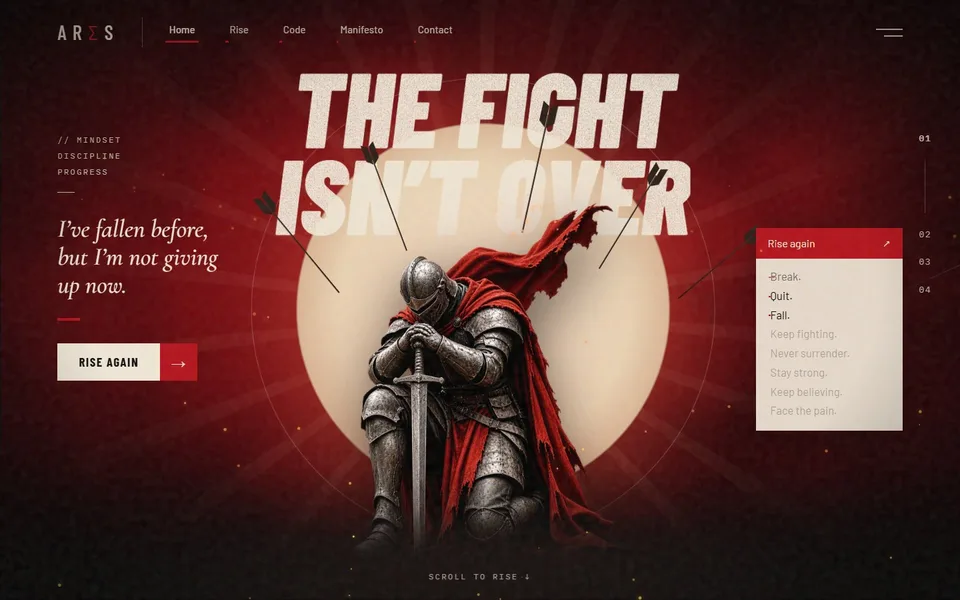 ARΣS
Home
Rise
Code
Manifesto
Contact
THE FIGHT
ISN'T OVER
// MINDSET
DISCIPLINE
PROGRESS
I've fallen before,
but I'm not giving
up now.
RISE AGAIN →
01
02
03
04
Rise again ↗
Break.
Quit.
Fall.
Keep fighting.
Never surrender.
Stay strong.
Keep believing.
Face the pain.
SCROLL TO RISE ↓